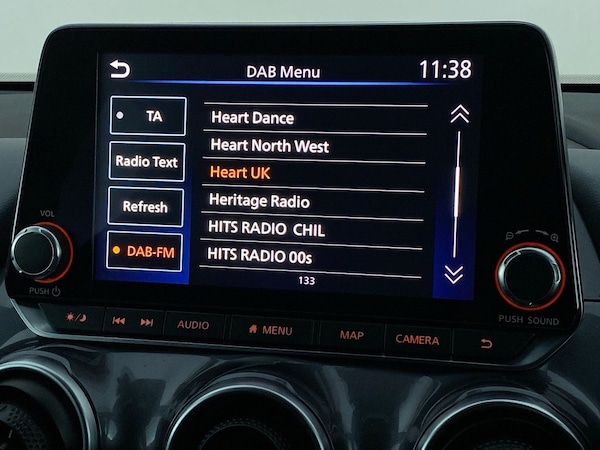 DAB Menu 11:38
TA
Radio Text
Refresh
DAB-FM
Heart Dance
Heart North West
Heart UK
Heritage Radio
HITS RADIO CHIL
HITS RADIO 00s
133
VOL
PUSH
PUSH SOUND
AUDIO
MENU
MAP
CAMERA